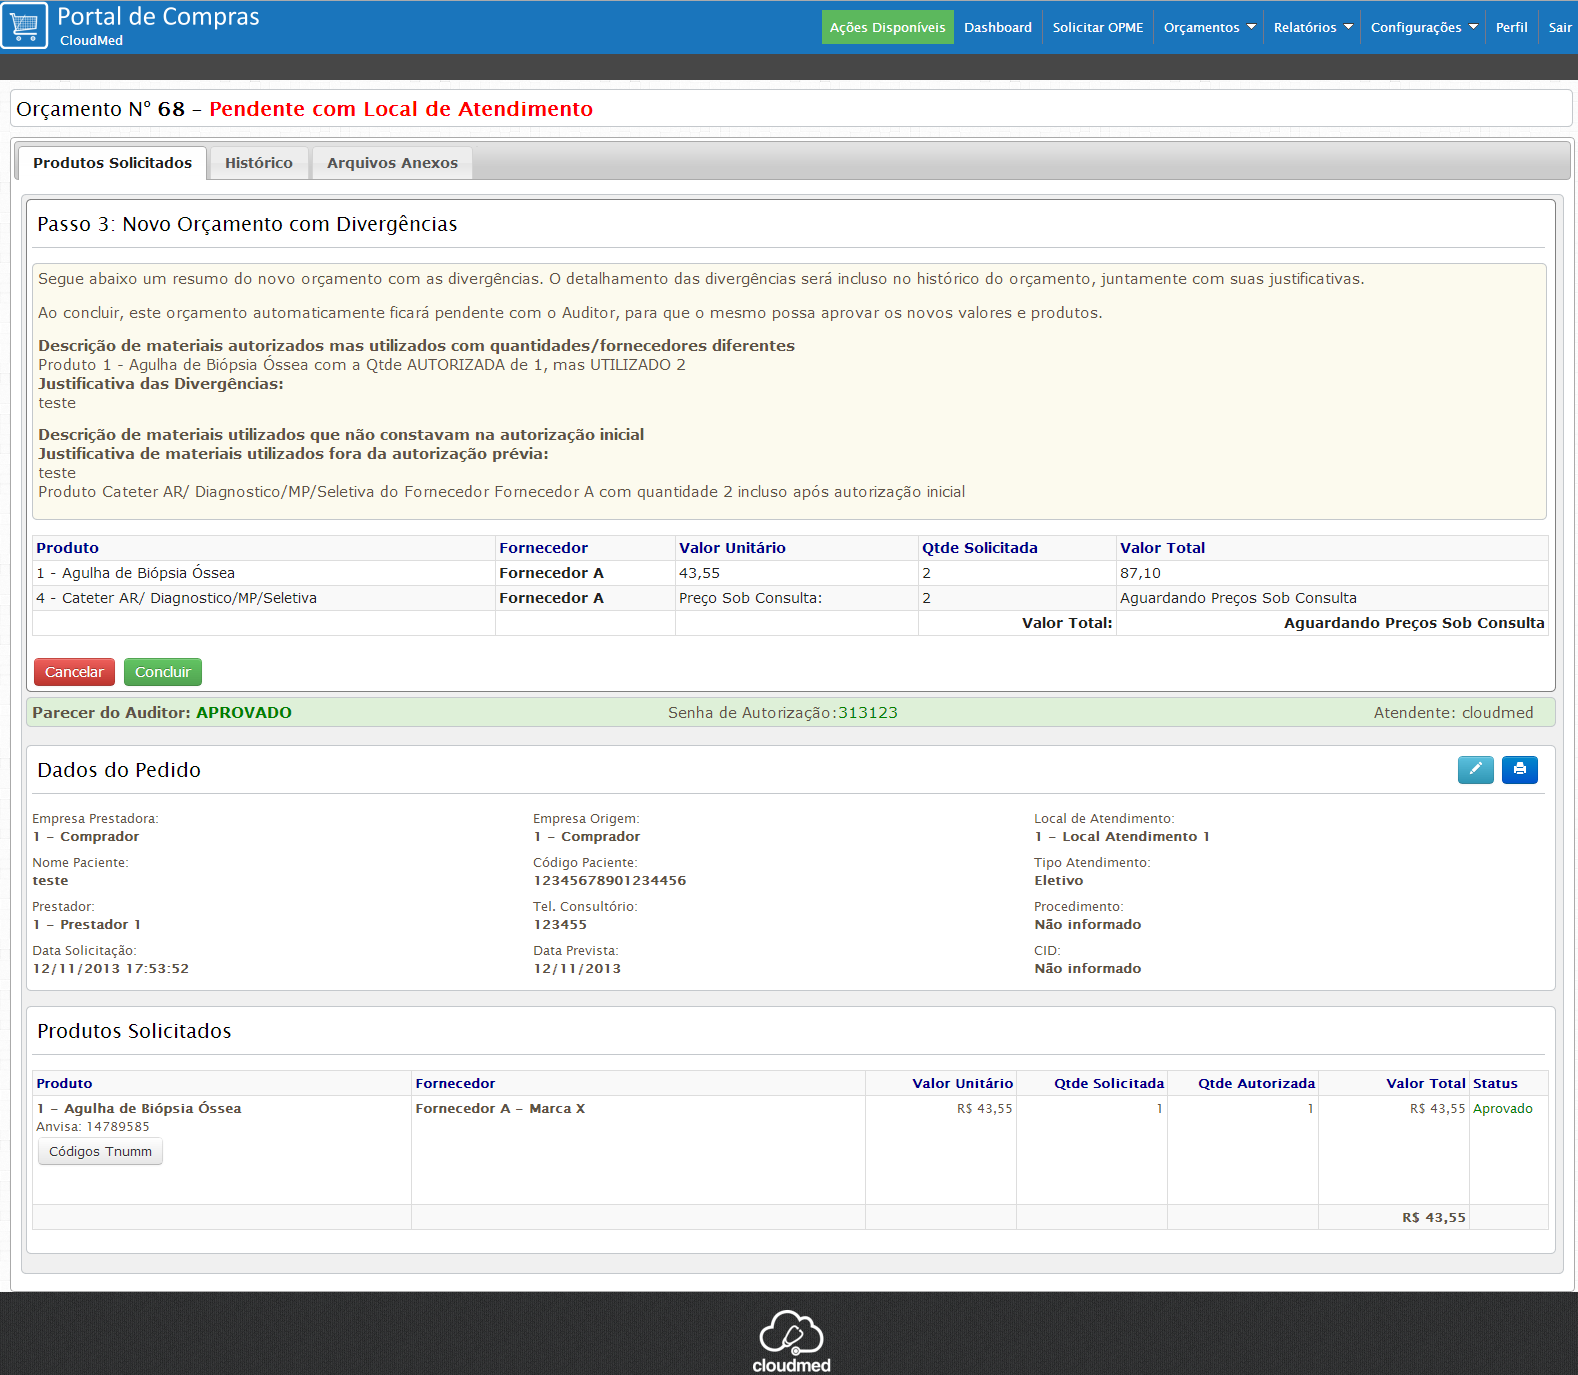 Portal de Compras
CloudMed
Ações Disponíveis Dashboard Solicitar OPME Orçamentos Relatórios Configurações Perfil Sair
Orçamento N° 68 - Pendente com Local de Atendimento
Produtos Solicitados Histórico Arquivos Anexos
Passo 3: Novo Orçamento com Divergências
Segue abaixo um resumo do novo orçamento com as divergências. O detalhamento das divergências será incluso no histórico do orçamento, juntamente com suas justificativas.
Ao concluir, este orçamento automaticamente ficará pendente com o Auditor, para que o mesmo possa aprovar os novos valores e produtos.
Descrição de materiais autorizados mas utilizados com quantidades/fornecedores diferentes
Produto 1 - Agulha de Biópsia Óssea com a Qtde AUTORIZADA de 1, mas UTILIZADO 2
Justificativa das Divergências:
teste
Descrição de materiais utilizados que não constavam na autorização inicial
Justificativa de materiais utilizados fora da autorização prévia:
teste
Produto Cateter AR/ Diagnostico/MP/Seletiva do Fornecedor Fornecedor A com quantidade 2 incluso após autorização inicial
Produto Fornecedor Valor Unitário Qtde Solicitada Valor Total
1 - Agulha de Biópsia Óssea Fornecedor A 43,55 2 87,10
4 - Cateter AR/ Diagnostico/MP/Seletiva Fornecedor A Preço Sob Consulta: 2 Aguardando Preços Sob Consulta
Valor Total: Aguardando Preços Sob Consulta
Cancelar Concluir
Parecer do Auditor: APROVADO Senha de Autorização:313123 Atendente: cloudmed
Dados do Pedido
Empresa Prestadora: Empresa Origem: Local de Atendimento:
1 - Comprador 1 - Comprador 1 - Local Atendimento 1
Nome Paciente: Código Paciente: Tipo Atendimento:
teste 12345678901234456 Eletivo
Prestador: Tel. Consultório: Procedimento:
1 - Prestador 1 123455 Não informado
Data Solicitação: Data Prevista: CID:
12/11/2013 17:53:52 12/11/2013 Não informado
Produtos Solicitados
Produto Fornecedor Valor Unitário Qtde Solicitada Qtde Autorizada Valor Total Status
1 - Agulha de Biópsia Óssea Fornecedor A - Marca X R$ 43,55 1 1 R$ 43,55 Aprovado
Anvisa: 14789585
Códigos Tnumm
R$ 43,55
cloudmed